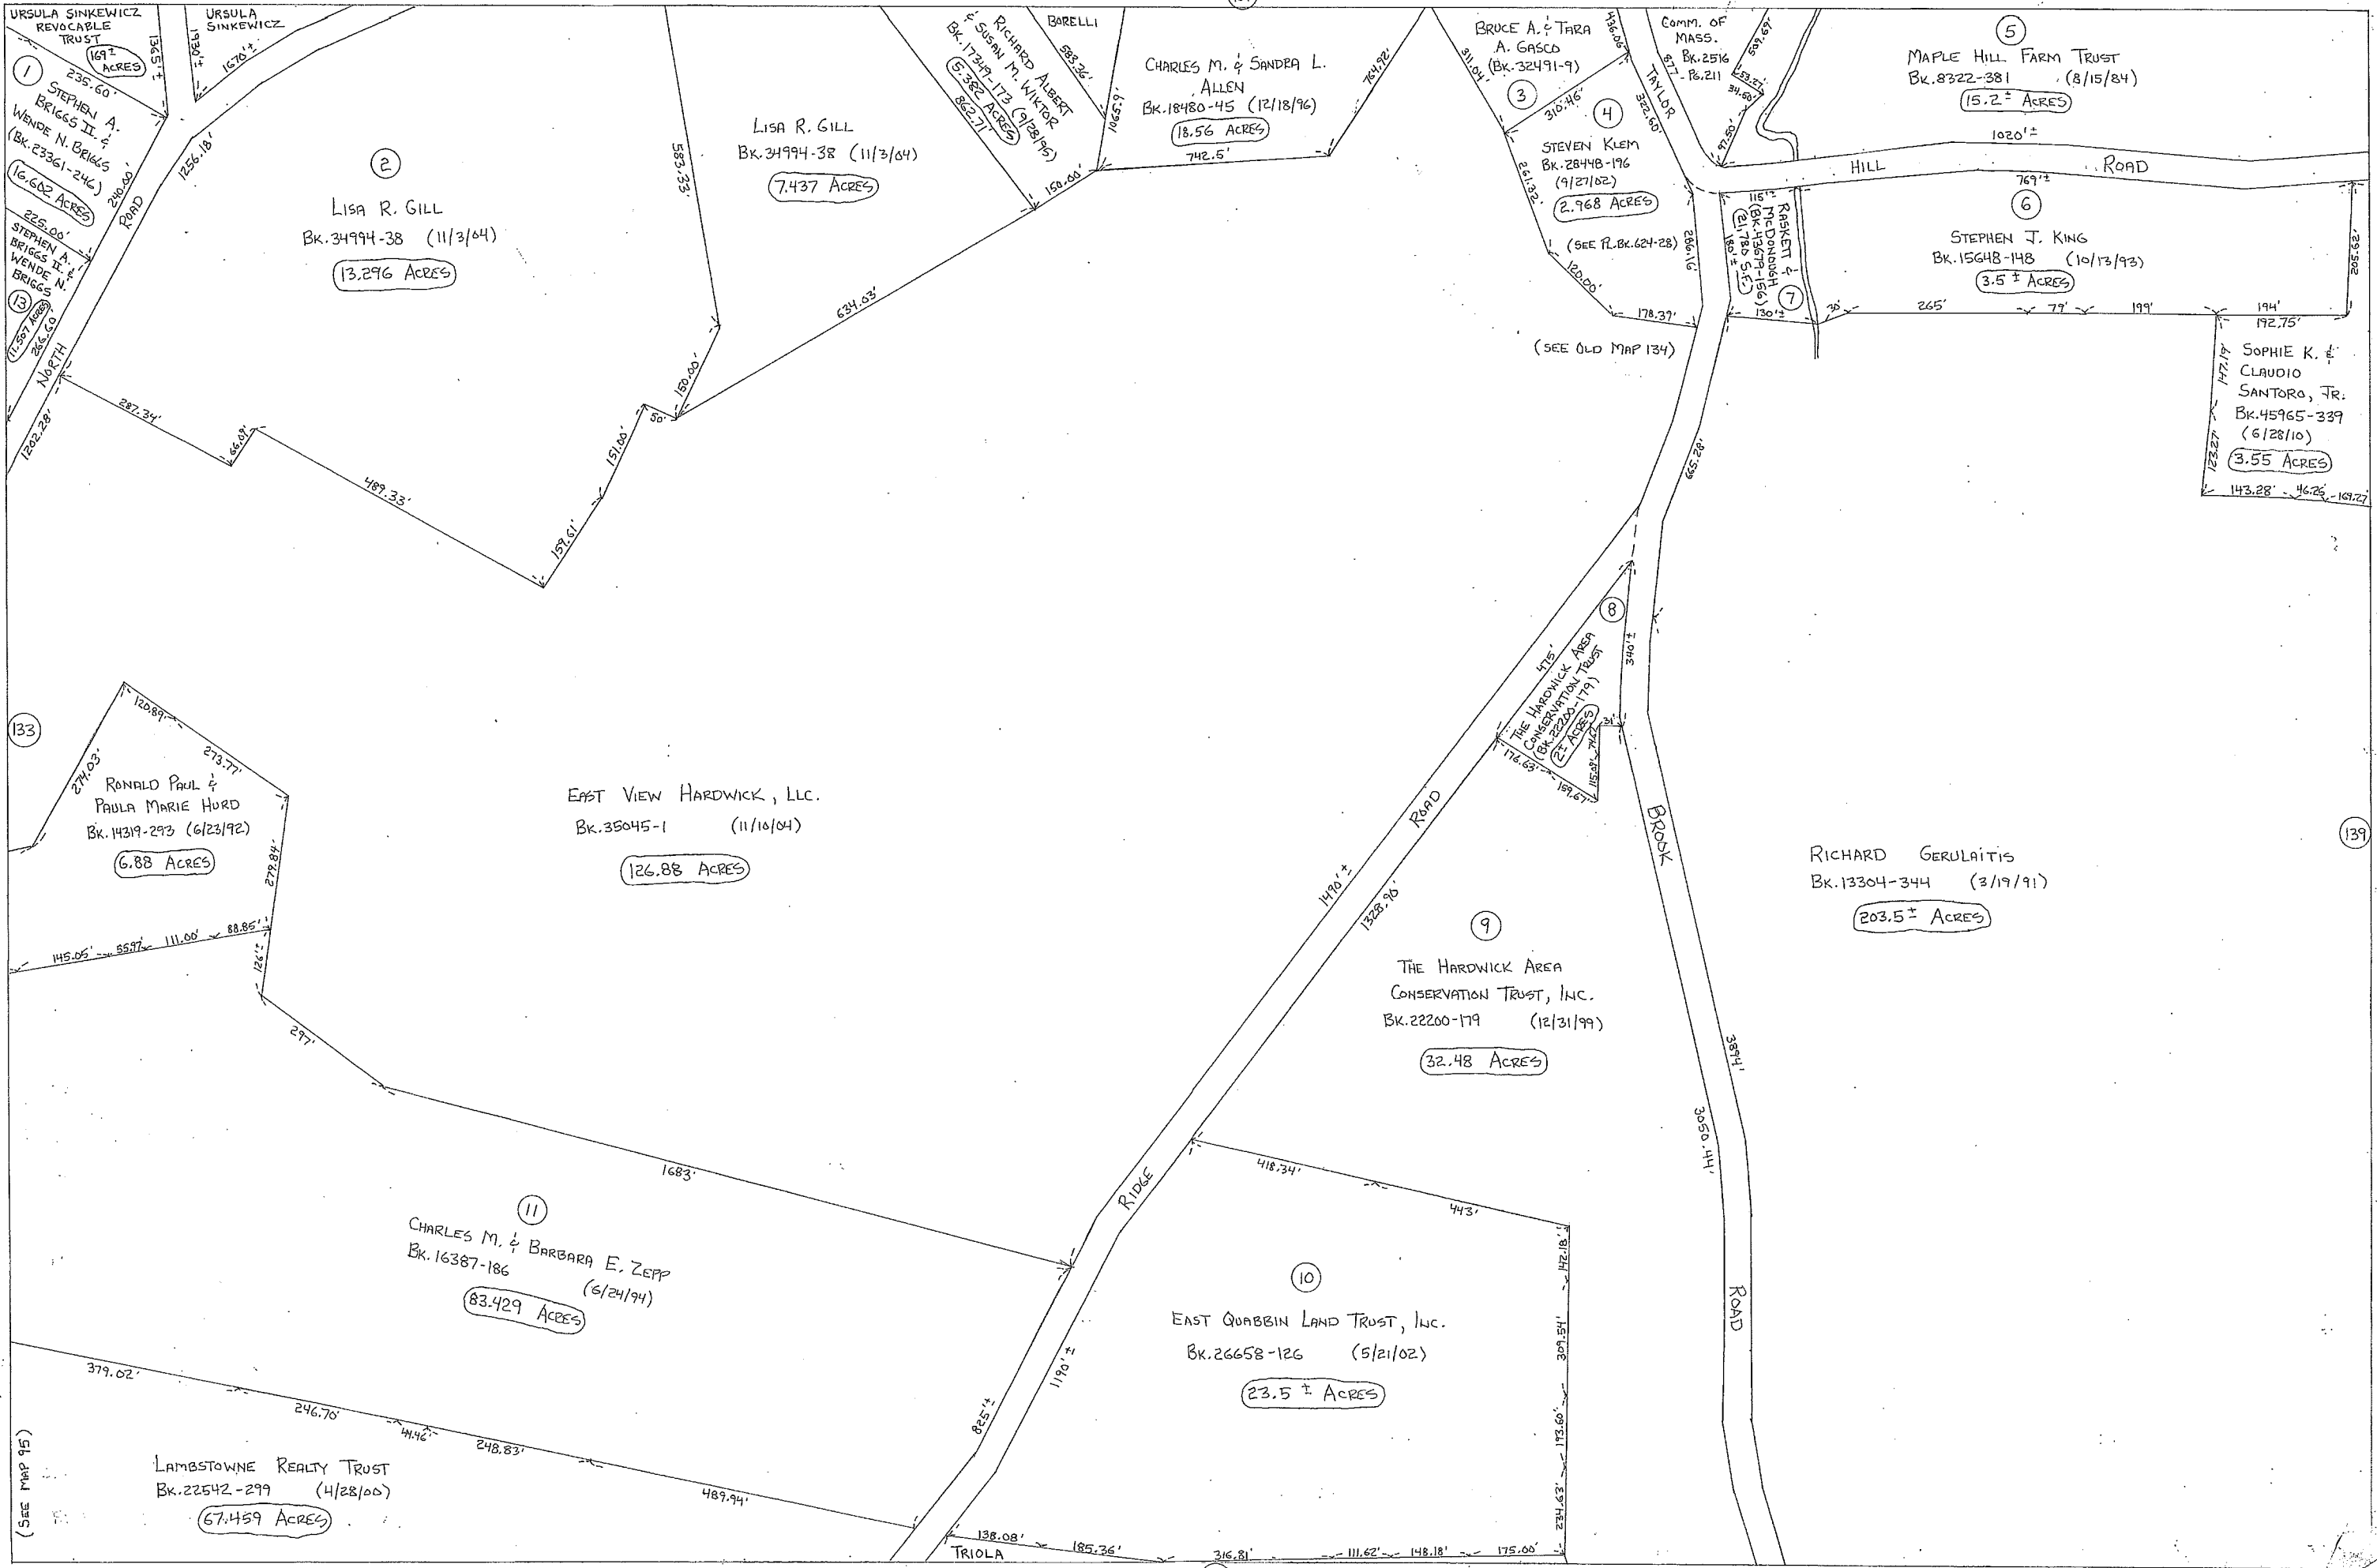 URSULA SINKEWICZ
REVOCABLE
TRUST
169± ACRES
1365'±
URSULA
SINKEWICZ
1930'±
1670'±
1
235.60'
STEPHEN A.
BRIGGS II. &
WENDE N. BRIGGS
(BK.23361-246)
16.602 ACRES
240.00'
225.00'
STEPHEN A.
BRIGGS II. &
WENDE N.
BRIGGS
13
11.507 ACRES
266.60'
NORTH
ROAD
1256.18'
1202.28'
2
LISA R. GILL
BK.34994-38 (11/3/04)
13.296 ACRES
583.33'
287.34'
66.09'
489.33'
159.61'
151.00'
50'
150.00'
634.03'
LISA R. GILL
BK.34994-38 (11/3/04)
7.437 ACRES
RICHARD ALBERT
& SUSAN M. WIKTOR
BK.17349-173 (9/28/95)
5.382 ACRES
862.71'
150.00'
BORELLI
583.36'
1065.9'
CHARLES M. & SANDRA L.
ALLEN
BK.18480-45 (12/18/96)
18.56 ACRES
742.5'
764.92'
BRUCE A. & TARA
A. GASCO
(BK.32491-9)
3
311.04'
310.46'
436.06'
4
STEVEN KLEM
BK.28448-196
(9/27/02)
2.968 ACRES
(SEE PL.BK.624-28)
261.32'
120.00'
178.39'
286.16'
322.60'
(SEE OLD MAP 134)
TAYLOR
HILL
ROAD
COMM. OF
MASS.
BK.2516
PG.211
877
509.69'
53.27'
34.50'
97.50'
5
MAPLE HILL FARM TRUST
BK.8322-381 (8/15/84)
15.2± ACRES
1020'±
769'±
6
STEPHEN J. KING
BK.15648-148 (10/13/93)
3.5± ACRES
205.62'
115'±
RASKETT &
McDONOUGH
(BK.43679-156)
21,780 S.F.
180'±
7
130'±
30'
265'
79'
199'
194'
192.75'
147.19'
123.27'
SOPHIE K. &
CLAUDIO
SANTORO, JR.
BK.45965-339
(6/28/10)
3.55 ACRES
143.28'
46.26'
169.27'
665.28'
8
475'
340'±
THE HARDWICK AREA
CONSERVATION TRUST
(BK.22200-179)
2± ACRES
31'
115.09'
176.63'
159.67'
133
120.89'
273.77'
274.03'
RONALD PAUL &
PAULA MARIE HURD
BK.14319-293 (6/23/92)
6.88 ACRES
279.84'
145.05'
55.97'
111.00'
88.85'
126'±
297'
EAST VIEW HARDWICK, LLC.
BK.35045-1 (11/10/04)
126.88 ACRES
1490'±
1328.90'
ROAD
BROOK
139
RICHARD GERULAITIS
BK.13304-344 (3/19/91)
203.5± ACRES
9
THE HARDWICK AREA
CONSERVATION TRUST, INC.
BK.22200-179 (12/31/99)
32.48 ACRES
3894'
3050.44'
ROAD
1683'
RIDGE
418.34'
443'
11
CHARLES M. & BARBARA E. ZEPP
BK.16387-186 (6/24/94)
83.429 ACRES
825'±
1190'±
10
EAST QUABBIN LAND TRUST, INC.
BK.26658-126 (5/21/02)
23.5± ACRES
142.18'
309.54'
193.60'
234.63'
379.02'
246.70'
44.46'
248.83'
489.94'
(SEE MAP 95)
LAMBSTOWNE REALTY TRUST
BK.22542-299 (4/28/00)
67.459 ACRES
138.08'
185.36'
316.81'
111.62'
148.18'
175.00'
TRIOLA